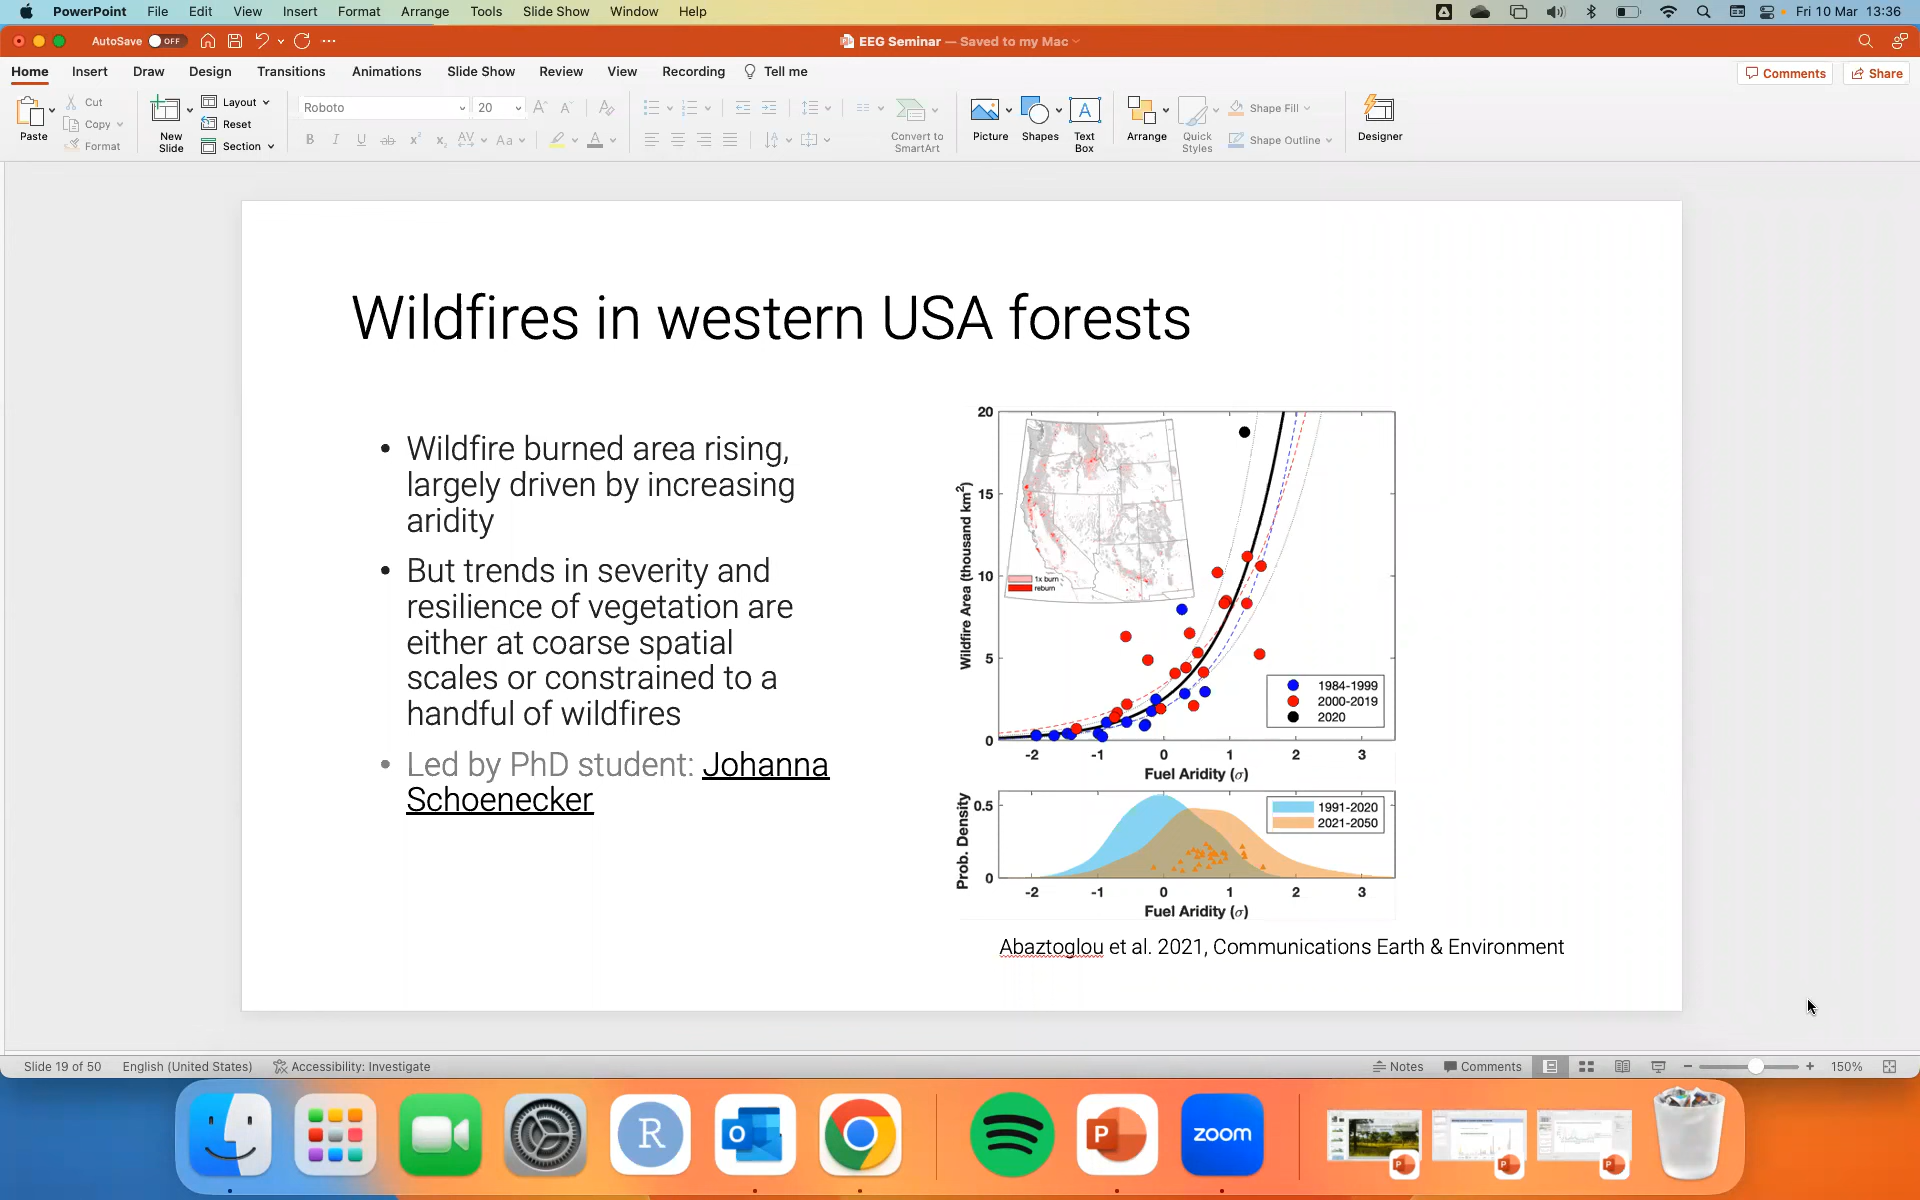 PowerPoint File Edit View Insert Format Arrange Tools Slide Show Window Help Fri 10 Mar 13:36
AutoSave OFF EEG Seminar — Saved to my Mac
Home Insert Draw Design Transitions Animations Slide Show Review View Recording Tell me Comments Share
Paste Cut Copy Format
New Slide Layout Reset Section
Roboto 20
Convert to SmartArt
Picture Shapes Text Box Arrange Quick Styles Shape Fill Shape Outline Designer
Wildfires in western USA forests
• Wildfire burned area rising,
largely driven by increasing
aridity
• But trends in severity and
resilience of vegetation are
either at coarse spatial
scales or constrained to a
handful of wildfires
• Led by PhD student: Johanna
Schoenecker
Wildfire Area (thousand km²)
20
15
10
5
0
1x burn
reburn
1984-1999
2000-2019
2020
-2 -1 0 1 2 3
Fuel Aridity (σ)
Prob. Density
0.5
0
1991-2020
2021-2050
-2 -1 0 1 2 3
Fuel Aridity (σ)
Abaztoglou et al. 2021, Communications Earth & Environment
Slide 19 of 50 English (United States) Accessibility: Investigate Notes Comments 150%
R
O
P
zoom